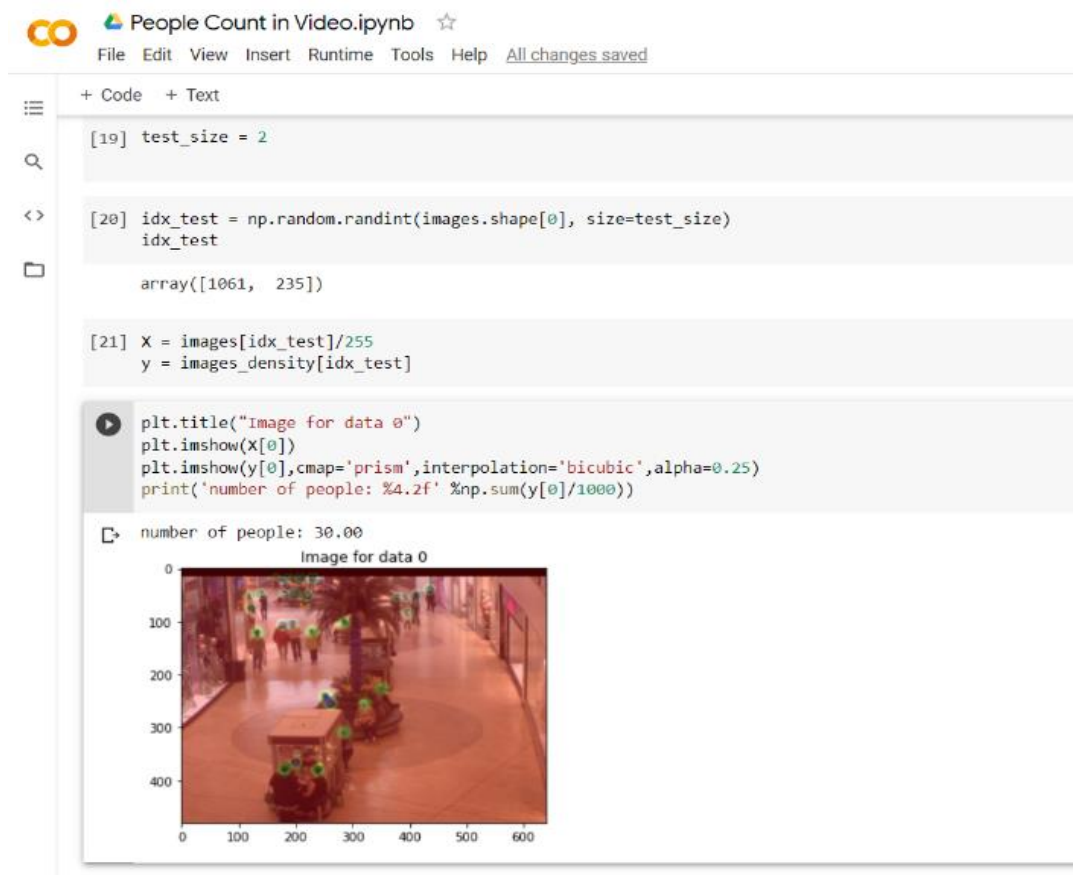 CO People Count in Video.ipynb
File Edit View Insert Runtime Tools Help All changes saved
+ Code + Text
[19] test_size = 2
[20] idx_test = np.random.randint(images.shape[0], size=test_size)
idx_test
array([1061, 235])
[21] X = images[idx_test]/255
y = images_density[idx_test]
plt.title("Image for data 0")
plt.imshow(X[0])
plt.imshow(y[0],cmap='prism',interpolation='bicubic',alpha=0.25)
print('number of people: %4.2f' %np.sum(y[0]/1000))
number of people: 30.00
Image for data 0
0
100
200
300
400
0 100 200 300 400 500 600